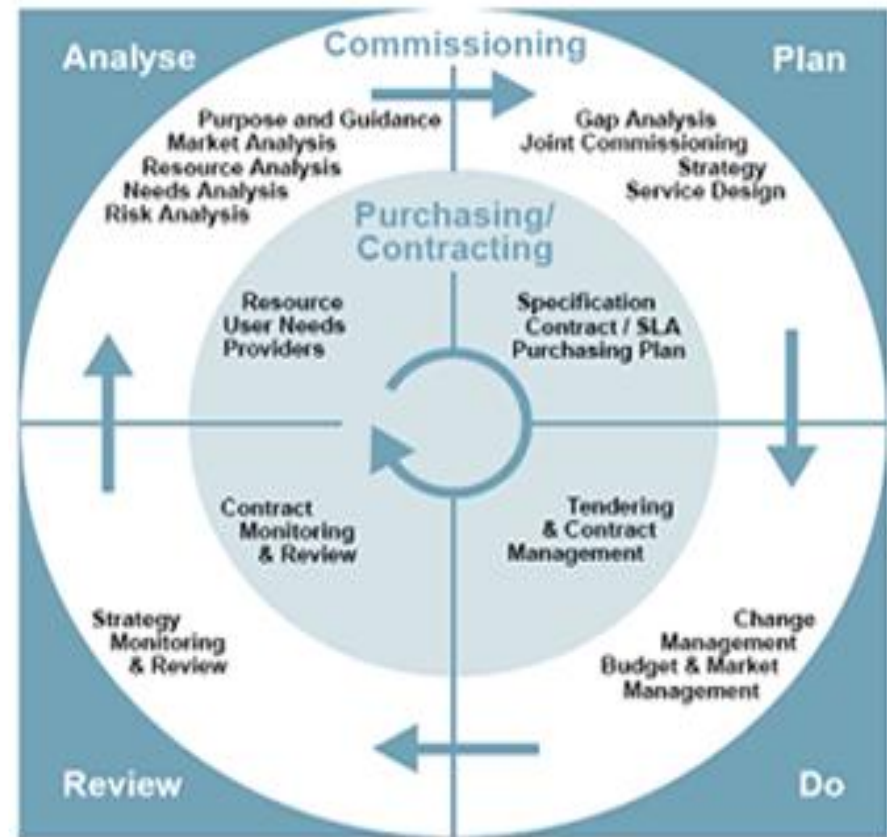 Analyse
Commissioning
Plan
Purpose and Guidance
Market Analysis
Resource Analysis
Needs Analysis
Risk Analysis
Gap Analysis
Joint Commissioning
Strategy
Service Design
Purchasing/
Contracting
Resource
User Needs
Providers
Specification
Contract / SLA
Purchasing Plan
Contract
Monitoring
& Review
Tendering
& Contract
Management
Strategy
Monitoring
& Review
Change
Management
Budget & Market
Management
Review
Do